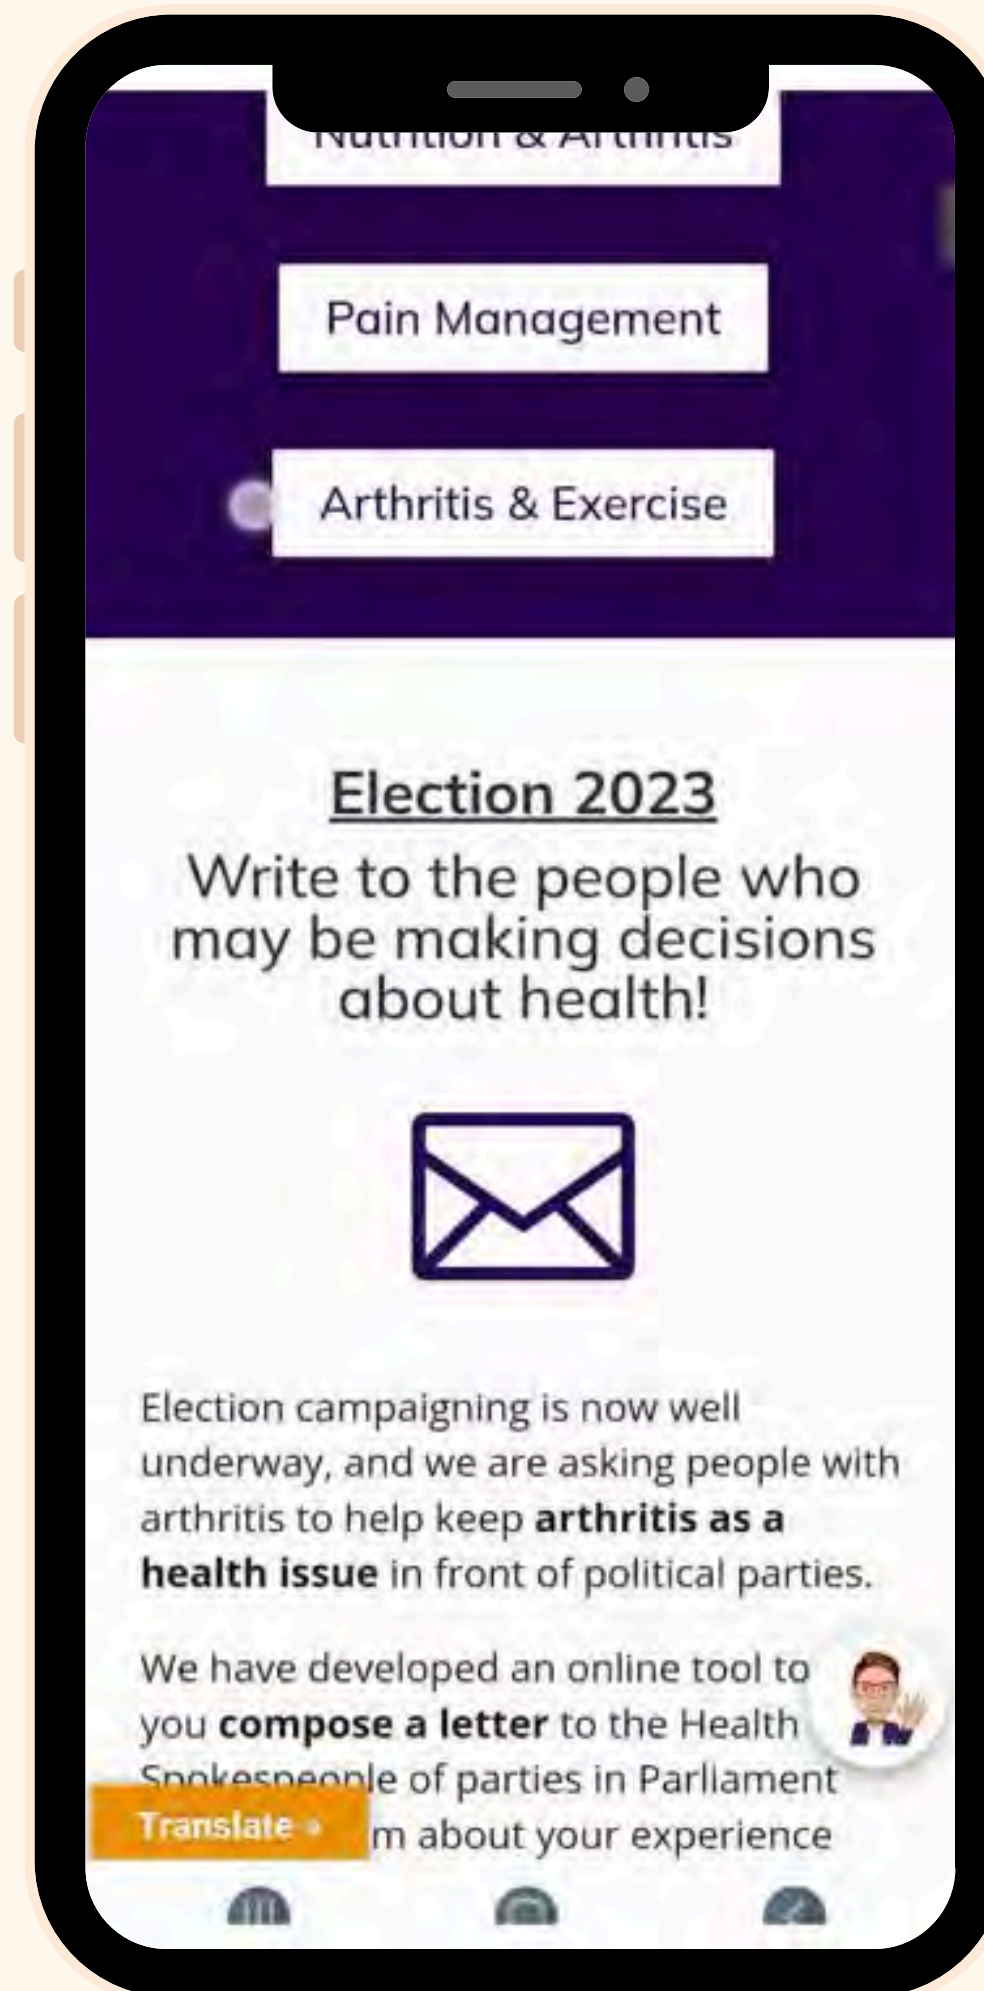 Nutrition & Arthritis
Pain Management
Arthritis & Exercise
Election 2023
Write to the people who
may be making decisions
about health!
Election campaigning is now well
underway, and we are asking people with
arthritis to help keep arthritis as a
health issue in front of political parties.
We have developed an online tool to
you compose a letter to the Health
Spokespeople of parties in Parliament
Translate »
m about your experience